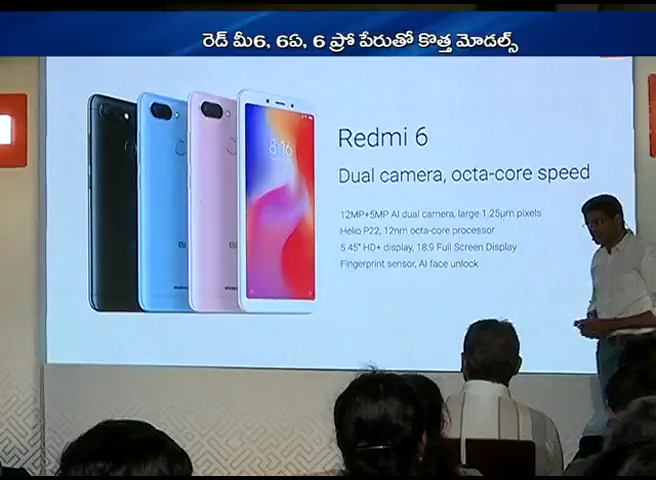 రెడ్ మీ6, 6ఏ, 6 ప్రో పేరుతో కొత్త మోడల్స్
Redmi 6
Dual camera, octa-core speed
12MP+5MP AI dual camera, large 1.25μm pixels
Helio P22, 12nm octa-core processor
5.45" HD+ display, 18:9 Full Screen Display
Fingerprint sensor, AI face unlock
8:16